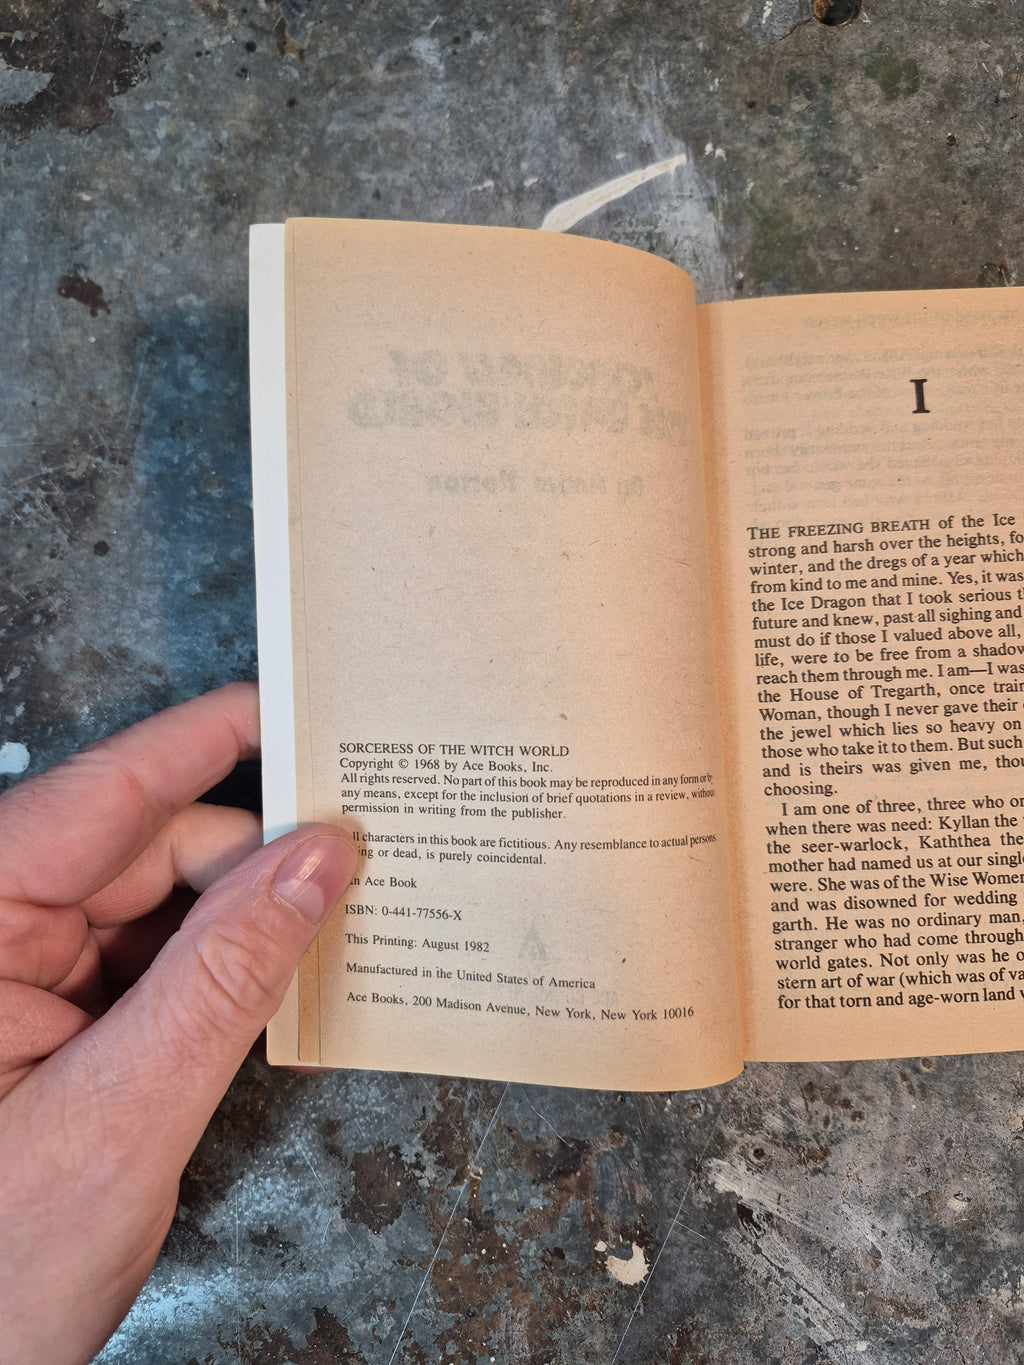 SORCERESS OF THE WITCH WORLD
Copyright © 1968 by Ace Books, Inc.
All rights reserved. No part of this book may be reproduced in any form or by
any means, except for the inclusion of brief quotations in a review, without
permission in writing from the publisher.
ll characters in this book are fictitious. Any resemblance to actual persons,
ing or dead, is purely coincidental.
n Ace Book
ISBN: 0-441-77556-X
This Printing: August 1982
Manufactured in the United States of America
Ace Books, 200 Madison Avenue, New York, New York 10016
I
THE FREEZING BREATH of the Ice
strong and harsh over the heights, fo
winter, and the dregs of a year which
from kind to me and mine. Yes, it was
the Ice Dragon that I took serious t
future and knew, past all sighing and
must do if those I valued above all,
life, were to be free from a shadow
reach them through me. I am—I was
the House of Tregarth, once train
Woman, though I never gave their
the jewel which lies so heavy on
those who take it to them. But such
and is theirs was given me, thou
choosing.
I am one of three, three who on
when there was need: Kyllan the
the seer-warlock, Kaththea the
mother had named us at our singl
were. She was of the Wise Women
and was disowned for wedding
garth. He was no ordinary man,
stranger who had come through
world gates. Not only was he o
stern art of war (which was of va
for that torn and age-worn land